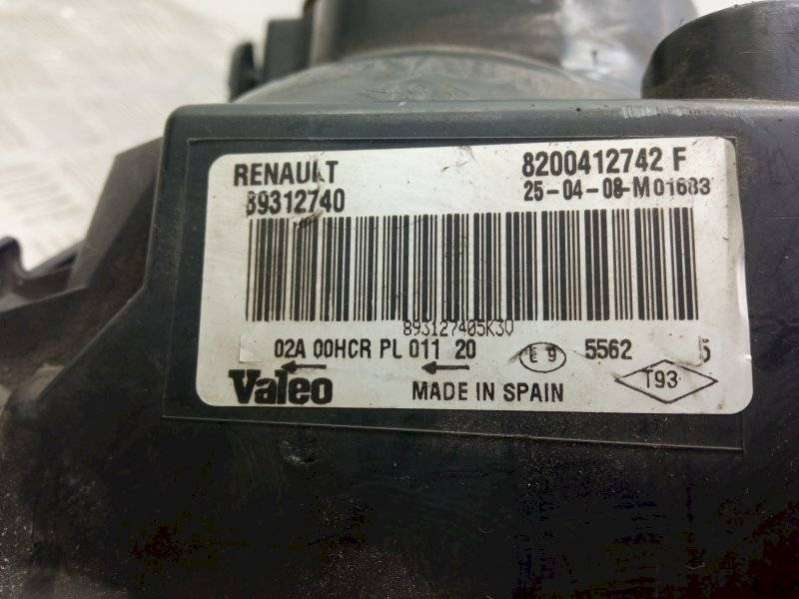 RENAULT 8200412742 F
89312740 25-04-08-M01683
893127405K30
02A 00HCR PL 011 20 E 9 5562 5
Valeo MADE IN SPAIN T93